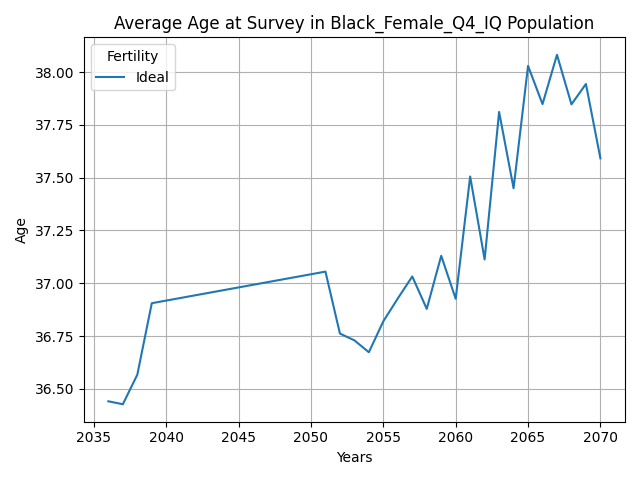 Average Age at Survey in Black_Female_Q4_IQ Population
Fertility
Ideal
38.00
37.75
37.50
37.25
37.00
36.75
36.50
Age
2035 2040 2045 2050 2055 2060 2065 2070
Years